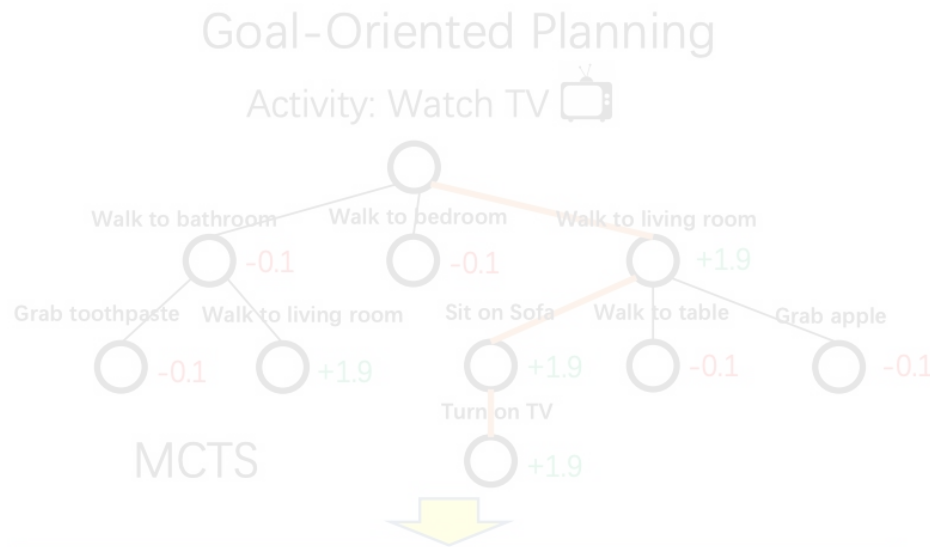 Goal-Oriented Planning
Activity: Watch TV
Walk to bathroom Walk to bedroom Walk to living room
-0.1 -0.1 +1.9
Grab toothpaste Walk to living room Sit on Sofa Walk to table Grab apple
-0.1 +1.9 +1.9 -0.1 -0.1
Turn on TV
MCTS +1.9